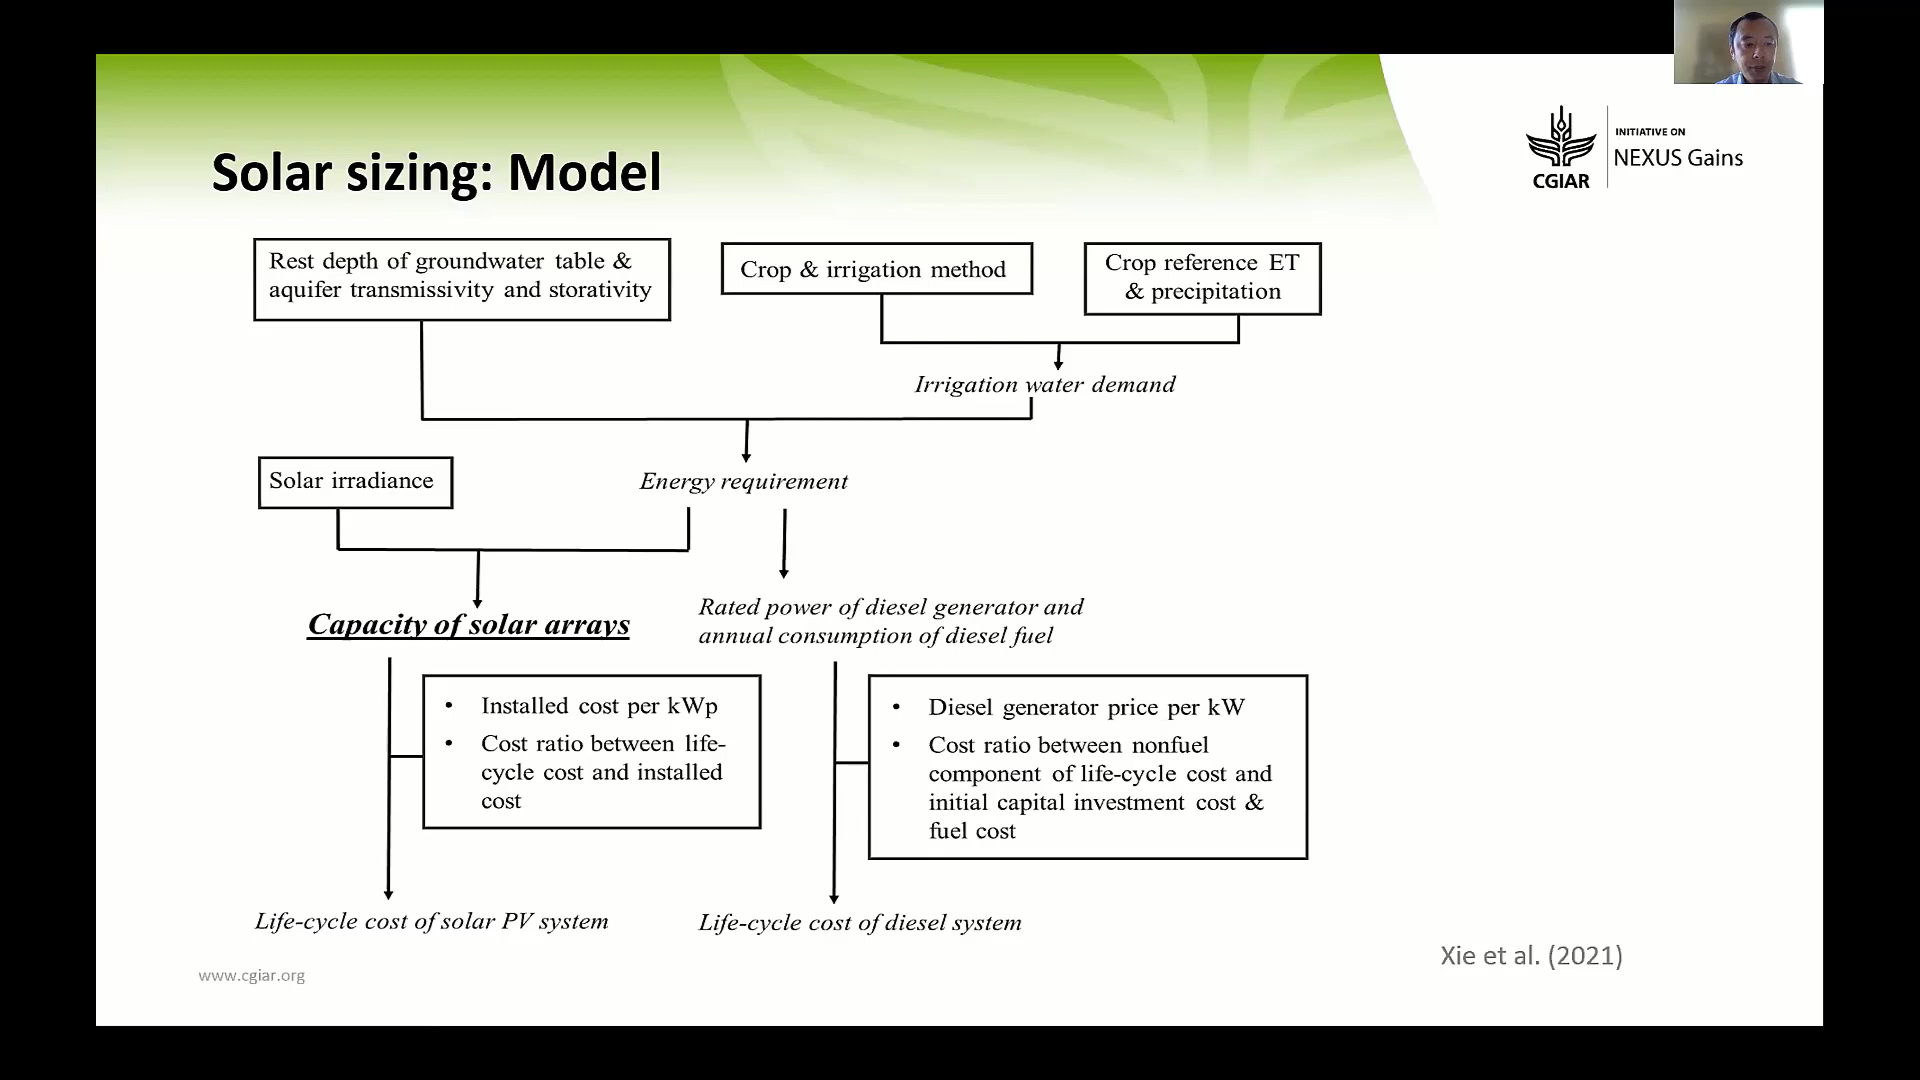 INITIATIVE ON
NEXUS Gains
CGIAR
Solar sizing: Model
Rest depth of groundwater table &
aquifer transmissivity and storativity
Crop & irrigation method
Crop reference ET
& precipitation
Irrigation water demand
Solar irradiance
Energy requirement
Capacity of solar arrays
Rated power of diesel generator and
annual consumption of diesel fuel
• Installed cost per kWp
• Cost ratio between life-
cycle cost and installed
cost
• Diesel generator price per kW
• Cost ratio between nonfuel
component of life-cycle cost and
initial capital investment cost &
fuel cost
Life-cycle cost of solar PV system
Life-cycle cost of diesel system
Xie et al. (2021)
www.cgiar.org